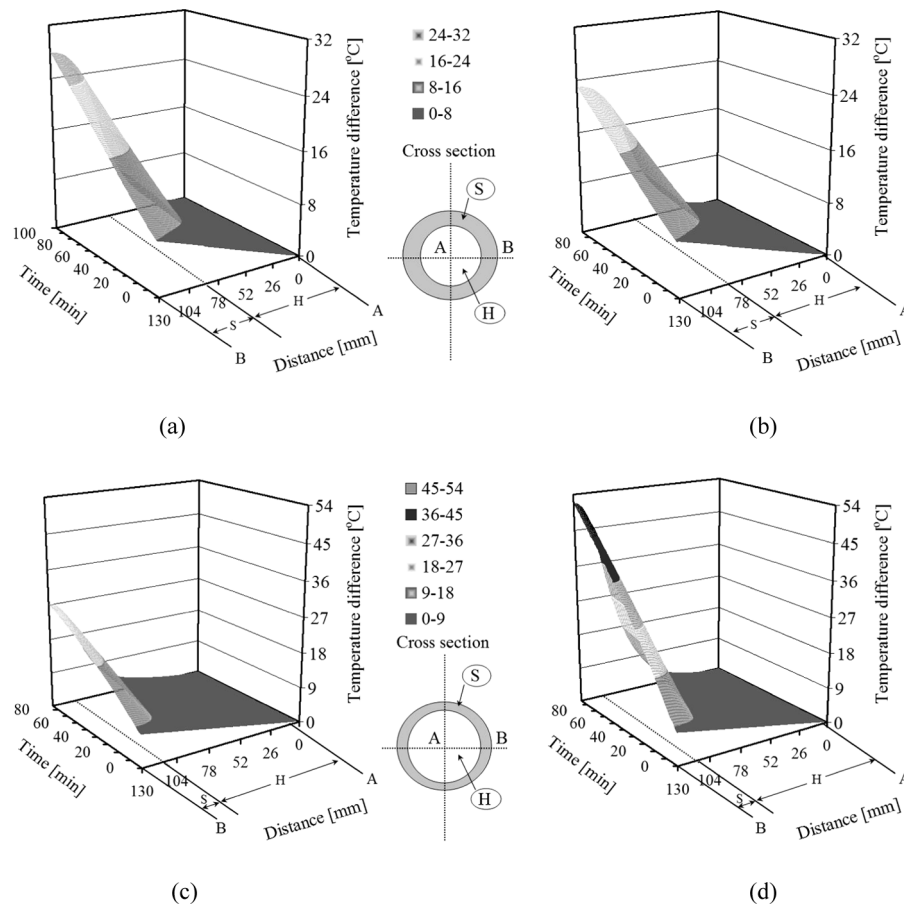 32
24
16
8
0
Temperature difference [°C]
100
80
60
40
20
0
Time [min]
130
104
78
52
26
0
S
H
A
B
Distance [mm]
24-32
16-24
8-16
0-8
Cross section
S
A
B
H
32
24
16
8
0
Temperature difference [°C]
80
60
40
20
0
Time [min]
130
104
78
52
26
0
S
H
A
B
Distance [mm]
(a)
(b)
54
45
36
27
18
9
0
Temperature difference [°C]
80
60
40
20
0
Time [min]
130
104
78
52
26
0
S
H
A
B
Distance [mm]
45-54
36-45
27-36
18-27
9-18
0-9
Cross section
S
A
B
H
54
45
36
27
18
9
0
Temperature difference [°C]
80
60
40
20
0
Time [min]
130
104
78
52
26
0
S
H
A
B
Distance [mm]
(c)
(d)